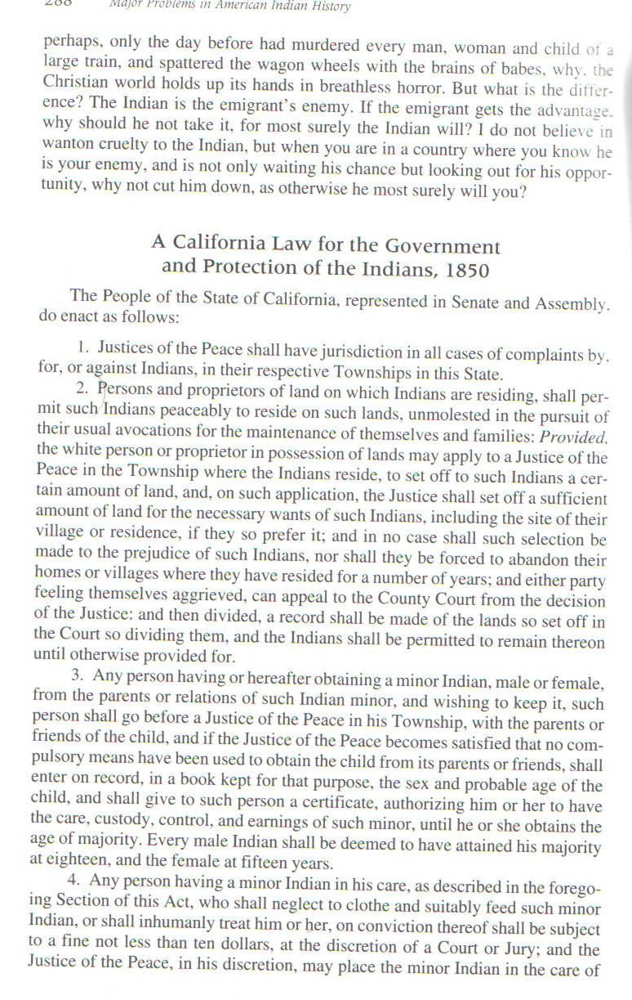 288 Major Problems in American Indian History
perhaps, only the day before had murdered every man, woman and child of a
large train, and spattered the wagon wheels with the brains of babes, why, the
Christian world holds up its hands in breathless horror. But what is the differ-
ence? The Indian is the emigrant's enemy. If the emigrant gets the advantage,
why should he not take it, for most surely the Indian will? I do not believe in
wanton cruelty to the Indian, but when you are in a country where you know he
is your enemy, and is not only waiting his chance but looking out for his oppor-
tunity, why not cut him down, as otherwise he most surely will you?
A California Law for the Government
and Protection of the Indians, 1850
The People of the State of California, represented in Senate and Assembly,
do enact as follows:
1. Justices of the Peace shall have jurisdiction in all cases of complaints by,
for, or against Indians, in their respective Townships in this State.
2. Persons and proprietors of land on which Indians are residing, shall per-
mit such Indians peaceably to reside on such lands, unmolested in the pursuit of
their usual avocations for the maintenance of themselves and families: Provided,
the white person or proprietor in possession of lands may apply to a Justice of the
Peace in the Township where the Indians reside, to set off to such Indians a cer-
tain amount of land, and, on such application, the Justice shall set off a sufficient
amount of land for the necessary wants of such Indians, including the site of their
village or residence, if they so prefer it; and in no case shall such selection be
made to the prejudice of such Indians, nor shall they be forced to abandon their
homes or villages where they have resided for a number of years; and either party
feeling themselves aggrieved, can appeal to the County Court from the decision
of the Justice: and then divided, a record shall be made of the lands so set off in
the Court so dividing them, and the Indians shall be permitted to remain thereon
until otherwise provided for.
3. Any person having or hereafter obtaining a minor Indian, male or female,
from the parents or relations of such Indian minor, and wishing to keep it, such
person shall go before a Justice of the Peace in his Township, with the parents or
friends of the child, and if the Justice of the Peace becomes satisfied that no com-
pulsory means have been used to obtain the child from its parents or friends, shall
enter on record, in a book kept for that purpose, the sex and probable age of the
child, and shall give to such person a certificate, authorizing him or her to have
the care, custody, control, and earnings of such minor, until he or she obtains the
age of majority. Every male Indian shall be deemed to have attained his majority
at eighteen, and the female at fifteen years.
4. Any person having a minor Indian in his care, as described in the forego-
ing Section of this Act, who shall neglect to clothe and suitably feed such minor
Indian, or shall inhumanly treat him or her, on conviction thereof shall be subject
to a fine not less than ten dollars, at the discretion of a Court or Jury; and the
Justice of the Peace, in his discretion, may place the minor Indian in the care of